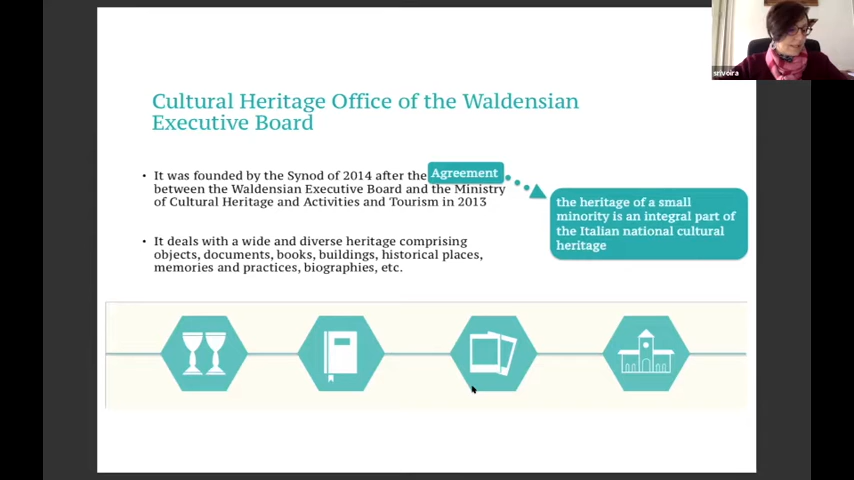 Cultural Heritage Office of the Waldensian
Executive Board
• It was founded by the Synod of 2014 after the Agreement
between the Waldensian Executive Board and the Ministry
of Cultural Heritage and Activities and Tourism in 2013
the heritage of a small
minority is an integral part of
the Italian national cultural
heritage
• It deals with a wide and diverse heritage comprising
objects, documents, books, buildings, historical places,
memories and practices, biographies, etc.
srivoira